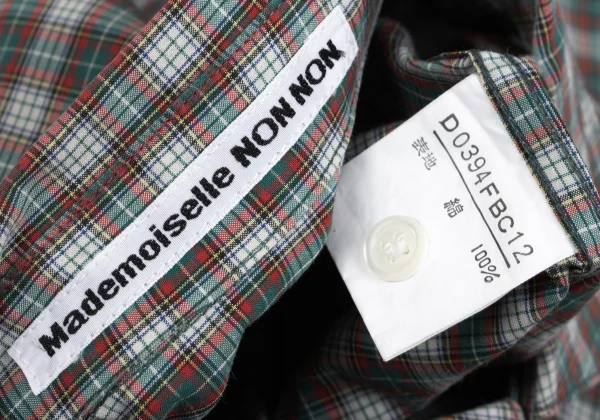 Mademoiselle NON NON
D0394FBC12
表地 綿 100%